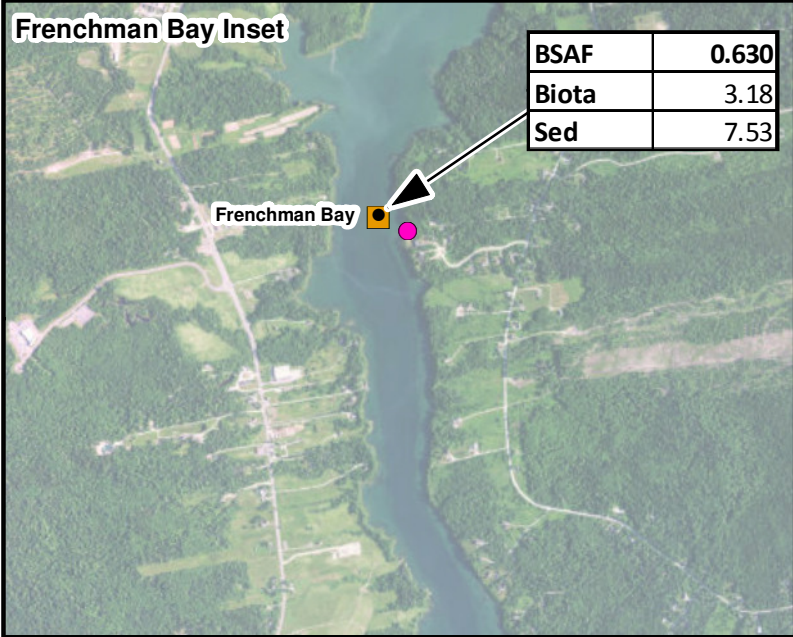 Frenchman Bay Inset
BSAF 0.630
Biota 3.18
Sed 7.53
Frenchman Bay